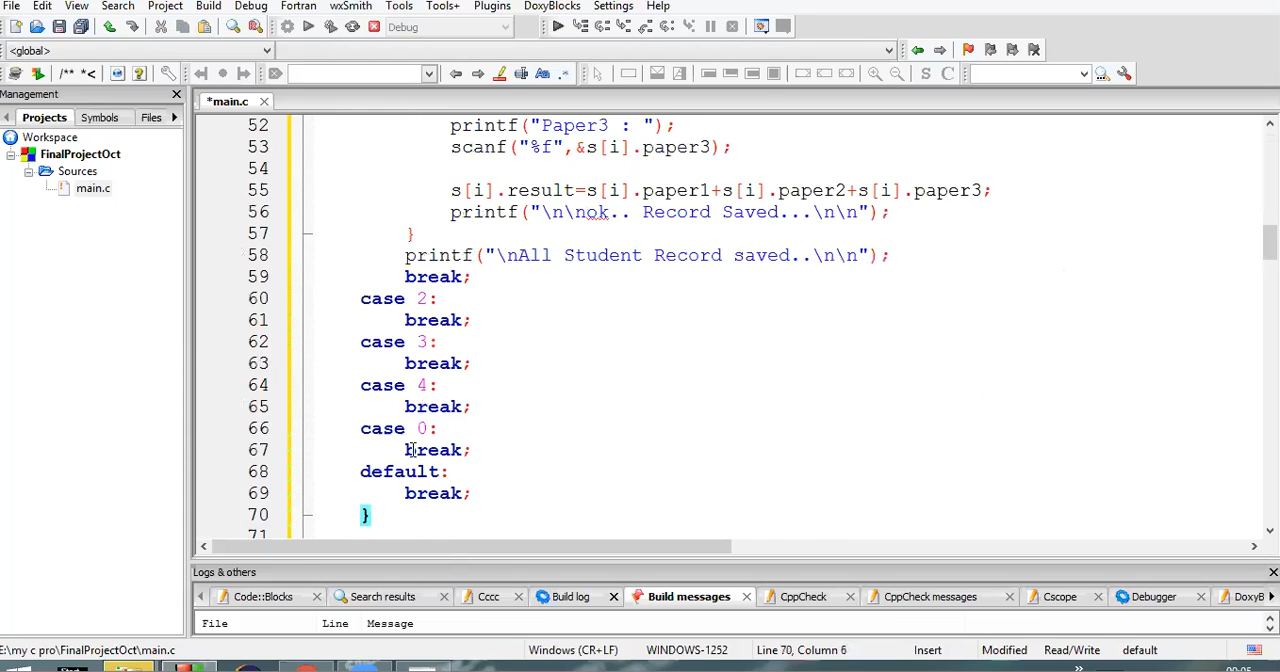 File Edit View Search Project Build Debug Fortran wxSmith Tools Tools+ Plugins DoxyBlocks Settings Help
Debug
<global>
/** *<
Aa .*
S C
Management
*main.c
Projects Symbols Files
Workspace
FinalProjectOct
Sources
main.c
52 printf("Paper3 : ");
53 scanf("%f",&s[i].paper3);
54
55 s[i].result=s[i].paper1+s[i].paper2+s[i].paper3;
56 printf("\n\nok.. Record Saved...\n\n");
57 }
58 printf("\nAll Student Record saved..\n\n");
59 break;
60 case 2:
61 break;
62 case 3:
63 break;
64 case 4:
65 break;
66 case 0:
67 break;
68 default:
69 break;
70 }
71
Logs & others
Code::Blocks Search results Cccc Build log Build messages CppCheck CppCheck messages Cscope Debugger DoxyB
File Line Message
E:\my c pro\FinalProjectOct\main.c Windows (CR+LF) WINDOWS-1252 Line 70, Column 6 Insert Modified Read/Write default